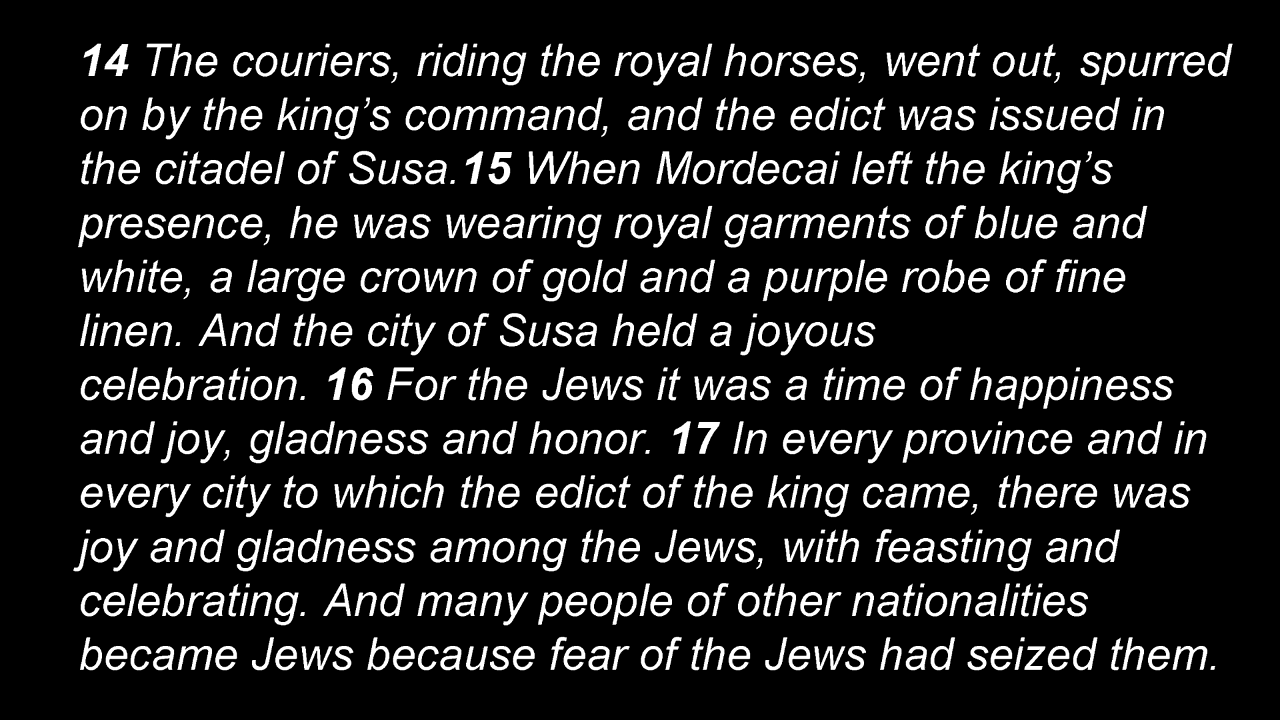 14 The couriers, riding the royal horses, went out, spurred
on by the king’s command, and the edict was issued in
the citadel of Susa.15 When Mordecai left the king’s
presence, he was wearing royal garments of blue and
white, a large crown of gold and a purple robe of fine
linen. And the city of Susa held a joyous
celebration. 16 For the Jews it was a time of happiness
and joy, gladness and honor. 17 In every province and in
every city to which the edict of the king came, there was
joy and gladness among the Jews, with feasting and
celebrating. And many people of other nationalities
became Jews because fear of the Jews had seized them.